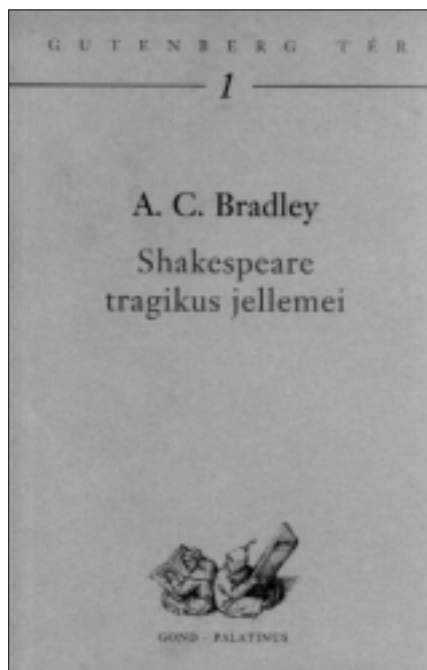 GUTENBERG TÉR
1
A. C. Bradley
Shakespeare
tragikus jellemei
GOND – PALATINUS